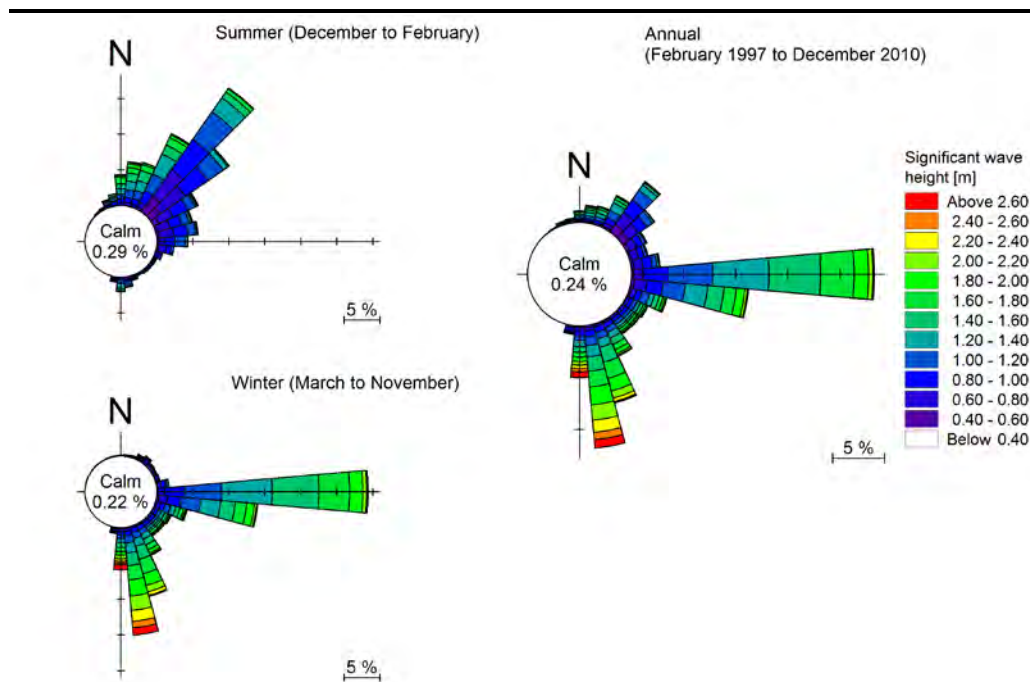 Summer (December to February)
N
Calm
0.29 %
5 %
Annual
(February 1997 to December 2010)
N
Calm
0.24 %
5 %
Significant wave
height [m]
Above 2.60
2.40 - 2.60
2.20 - 2.40
2.00 - 2.20
1.80 - 2.00
1.60 - 1.80
1.40 - 1.60
1.20 - 1.40
1.00 - 1.20
0.80 - 1.00
0.60 - 0.80
0.40 - 0.60
Below 0.40
Winter (March to November)
N
Calm
0.22 %
5 %